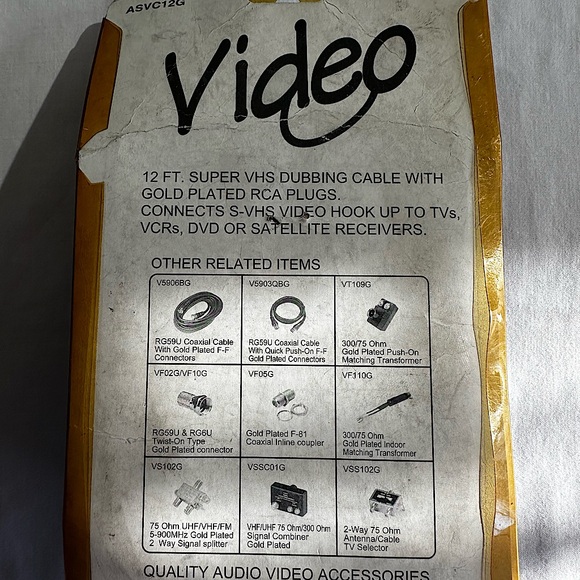 ASVC12G
Video
12 FT. SUPER VHS DUBBING CABLE WITH
GOLD PLATED RCA PLUGS.
CONNECTS S-VHS VIDEO HOOK UP TO TVs,
VCRs, DVD OR SATELLITE RECEIVERS.
OTHER RELATED ITEMS
V5906BG
RG59U Coaxial Cable
With Gold Plated F-F
Connectors
V5903QBG
RG59U Coaxial Cable
With Quick Push-On F-F
Gold Plated Connectors
VT109G
300/75 Ohm
Gold Plated Push-On
Matching Transformer
VF02G/VF10G
RG59U & RG6U
Twist-On Type
Gold Plated connector
VF05G
Gold Plated F-81
Coaxial Inline coupler
VF110G
300/75 Ohm
Gold Plated Indoor
Matching Transformer
VS102G
75 Ohm UHF/VHF/FM
5-900MHz Gold Plated
2 Way Signal splitter
VSSC01G
VHF/UHF 75 Ohm/300 Ohm
Signal Combiner
Gold Plated
VSS102G
2-Way 75 Ohm
Antenna/Cable
TV Selector
QUALITY AUDIO VIDEO ACCESSORIES